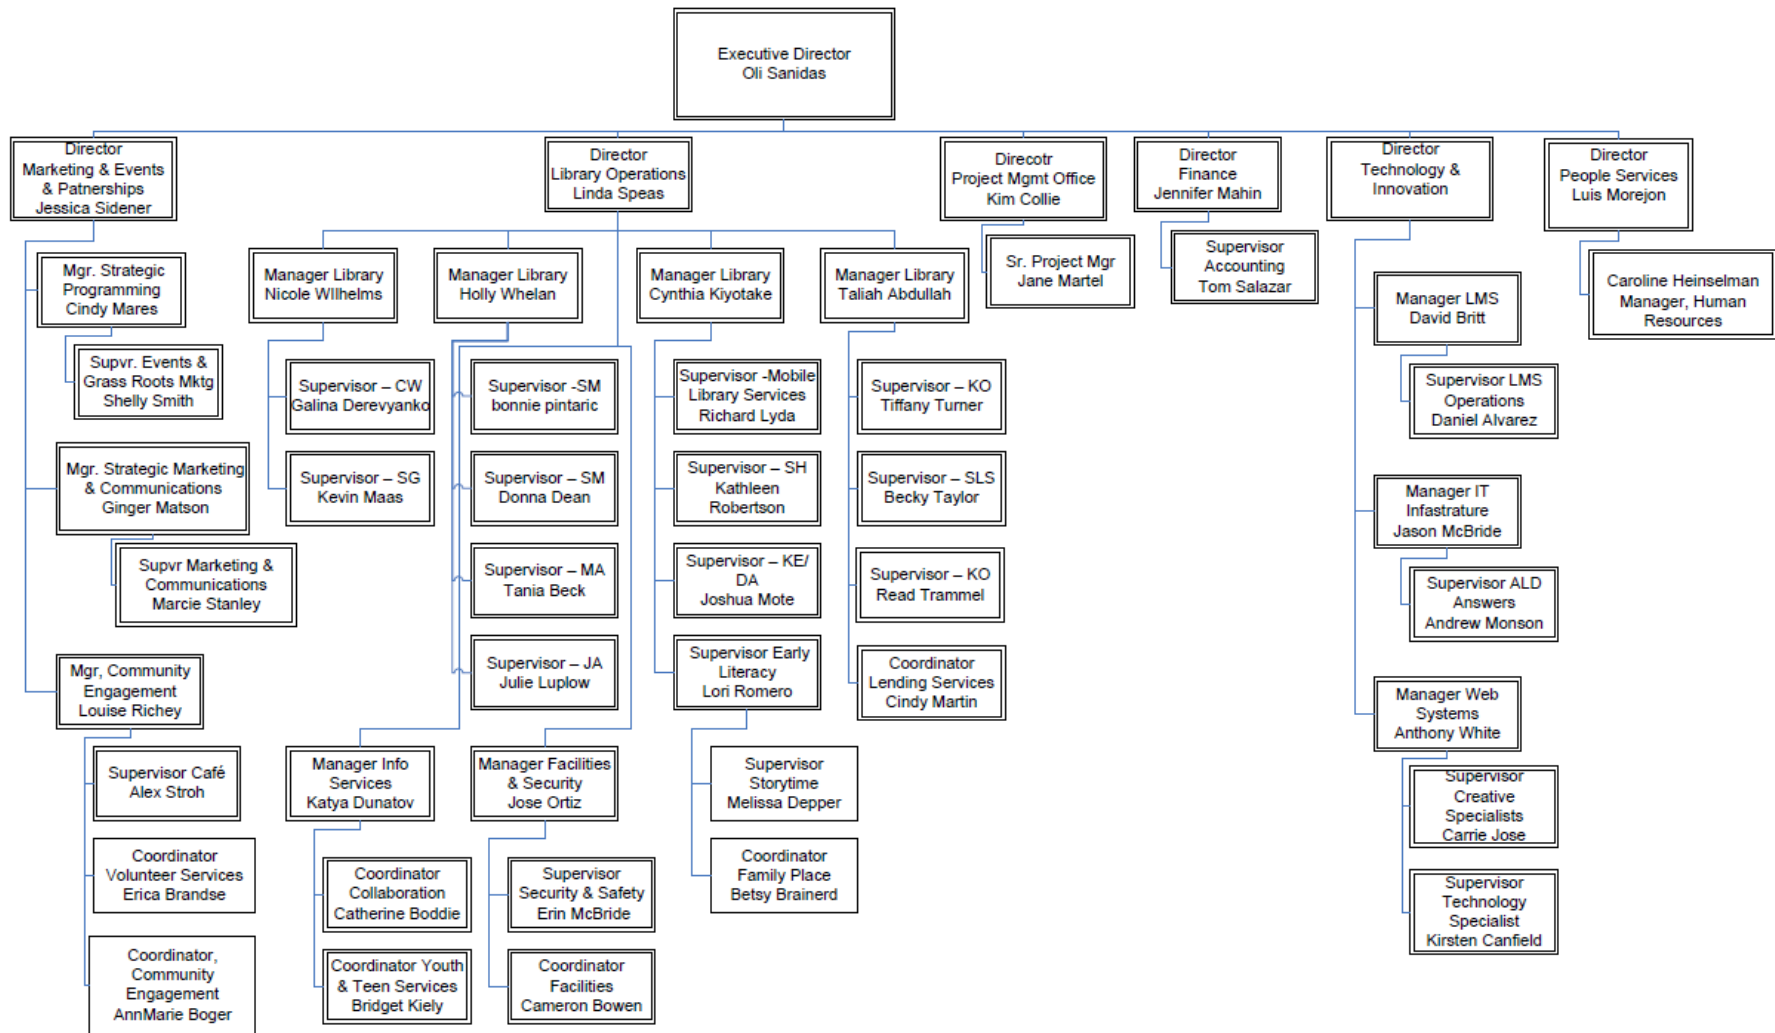 Executive Director
Oli Sanidas
Director
Marketing & Events
& Patnerships
Jessica Sidener
Director
Library Operations
Linda Speas
Direcotr
Project Mgmt Office
Kim Collie
Director
Finance
Jennifer Mahin
Director
Technology &
Innovation
Director
People Services
Luis Morejon
Mgr. Strategic
Programming
Cindy Mares
Supvr. Events &
Grass Roots Mktg
Shelly Smith
Mgr. Strategic Marketing
& Communications
Ginger Matson
Supvr Marketing &
Communications
Marcie Stanley
Mgr, Community
Engagement
Louise Richey
Supervisor Café
Alex Stroh
Coordinator
Volunteer Services
Erica Brandse
Coordinator,
Community
Engagement
AnnMarie Boger
Manager Library
Nicole WIlhelms
Supervisor – CW
Galina Derevyanko
Supervisor – SG
Kevin Maas
Manager Library
Holly Whelan
Supervisor -SM
bonnie pintaric
Supervisor – SM
Donna Dean
Supervisor – MA
Tania Beck
Supervisor – JA
Julie Luplow
Manager Library
Cynthia Kiyotake
Supervisor -Mobile
Library Services
Richard Lyda
Supervisor – SH
Kathleen
Robertson
Supervisor – KE/
DA
Joshua Mote
Supervisor Early
Literacy
Lori Romero
Supervisor
Storytime
Melissa Depper
Coordinator
Family Place
Betsy Brainerd
Manager Library
Taliah Abdullah
Supervisor – KO
Tiffany Turner
Supervisor – SLS
Becky Taylor
Supervisor – KO
Read Trammel
Coordinator
Lending Services
Cindy Martin
Manager Info
Services
Katya Dunatov
Coordinator
Collaboration
Catherine Boddie
Coordinator Youth
& Teen Services
Bridget Kiely
Manager Facilities
& Security
Jose Ortiz
Supervisor
Security & Safety
Erin McBride
Coordinator
Facilities
Cameron Bowen
Sr. Project Mgr
Jane Martel
Supervisor
Accounting
Tom Salazar
Manager LMS
David Britt
Supervisor LMS
Operations
Daniel Alvarez
Manager IT
Infastrature
Jason McBride
Supervisor ALD
Answers
Andrew Monson
Manager Web
Systems
Anthony White
Supervisor
Creative
Specialists
Carrie Jose
Supervisor
Technology
Specialist
Kirsten Canfield
Caroline Heinselman
Manager, Human
Resources